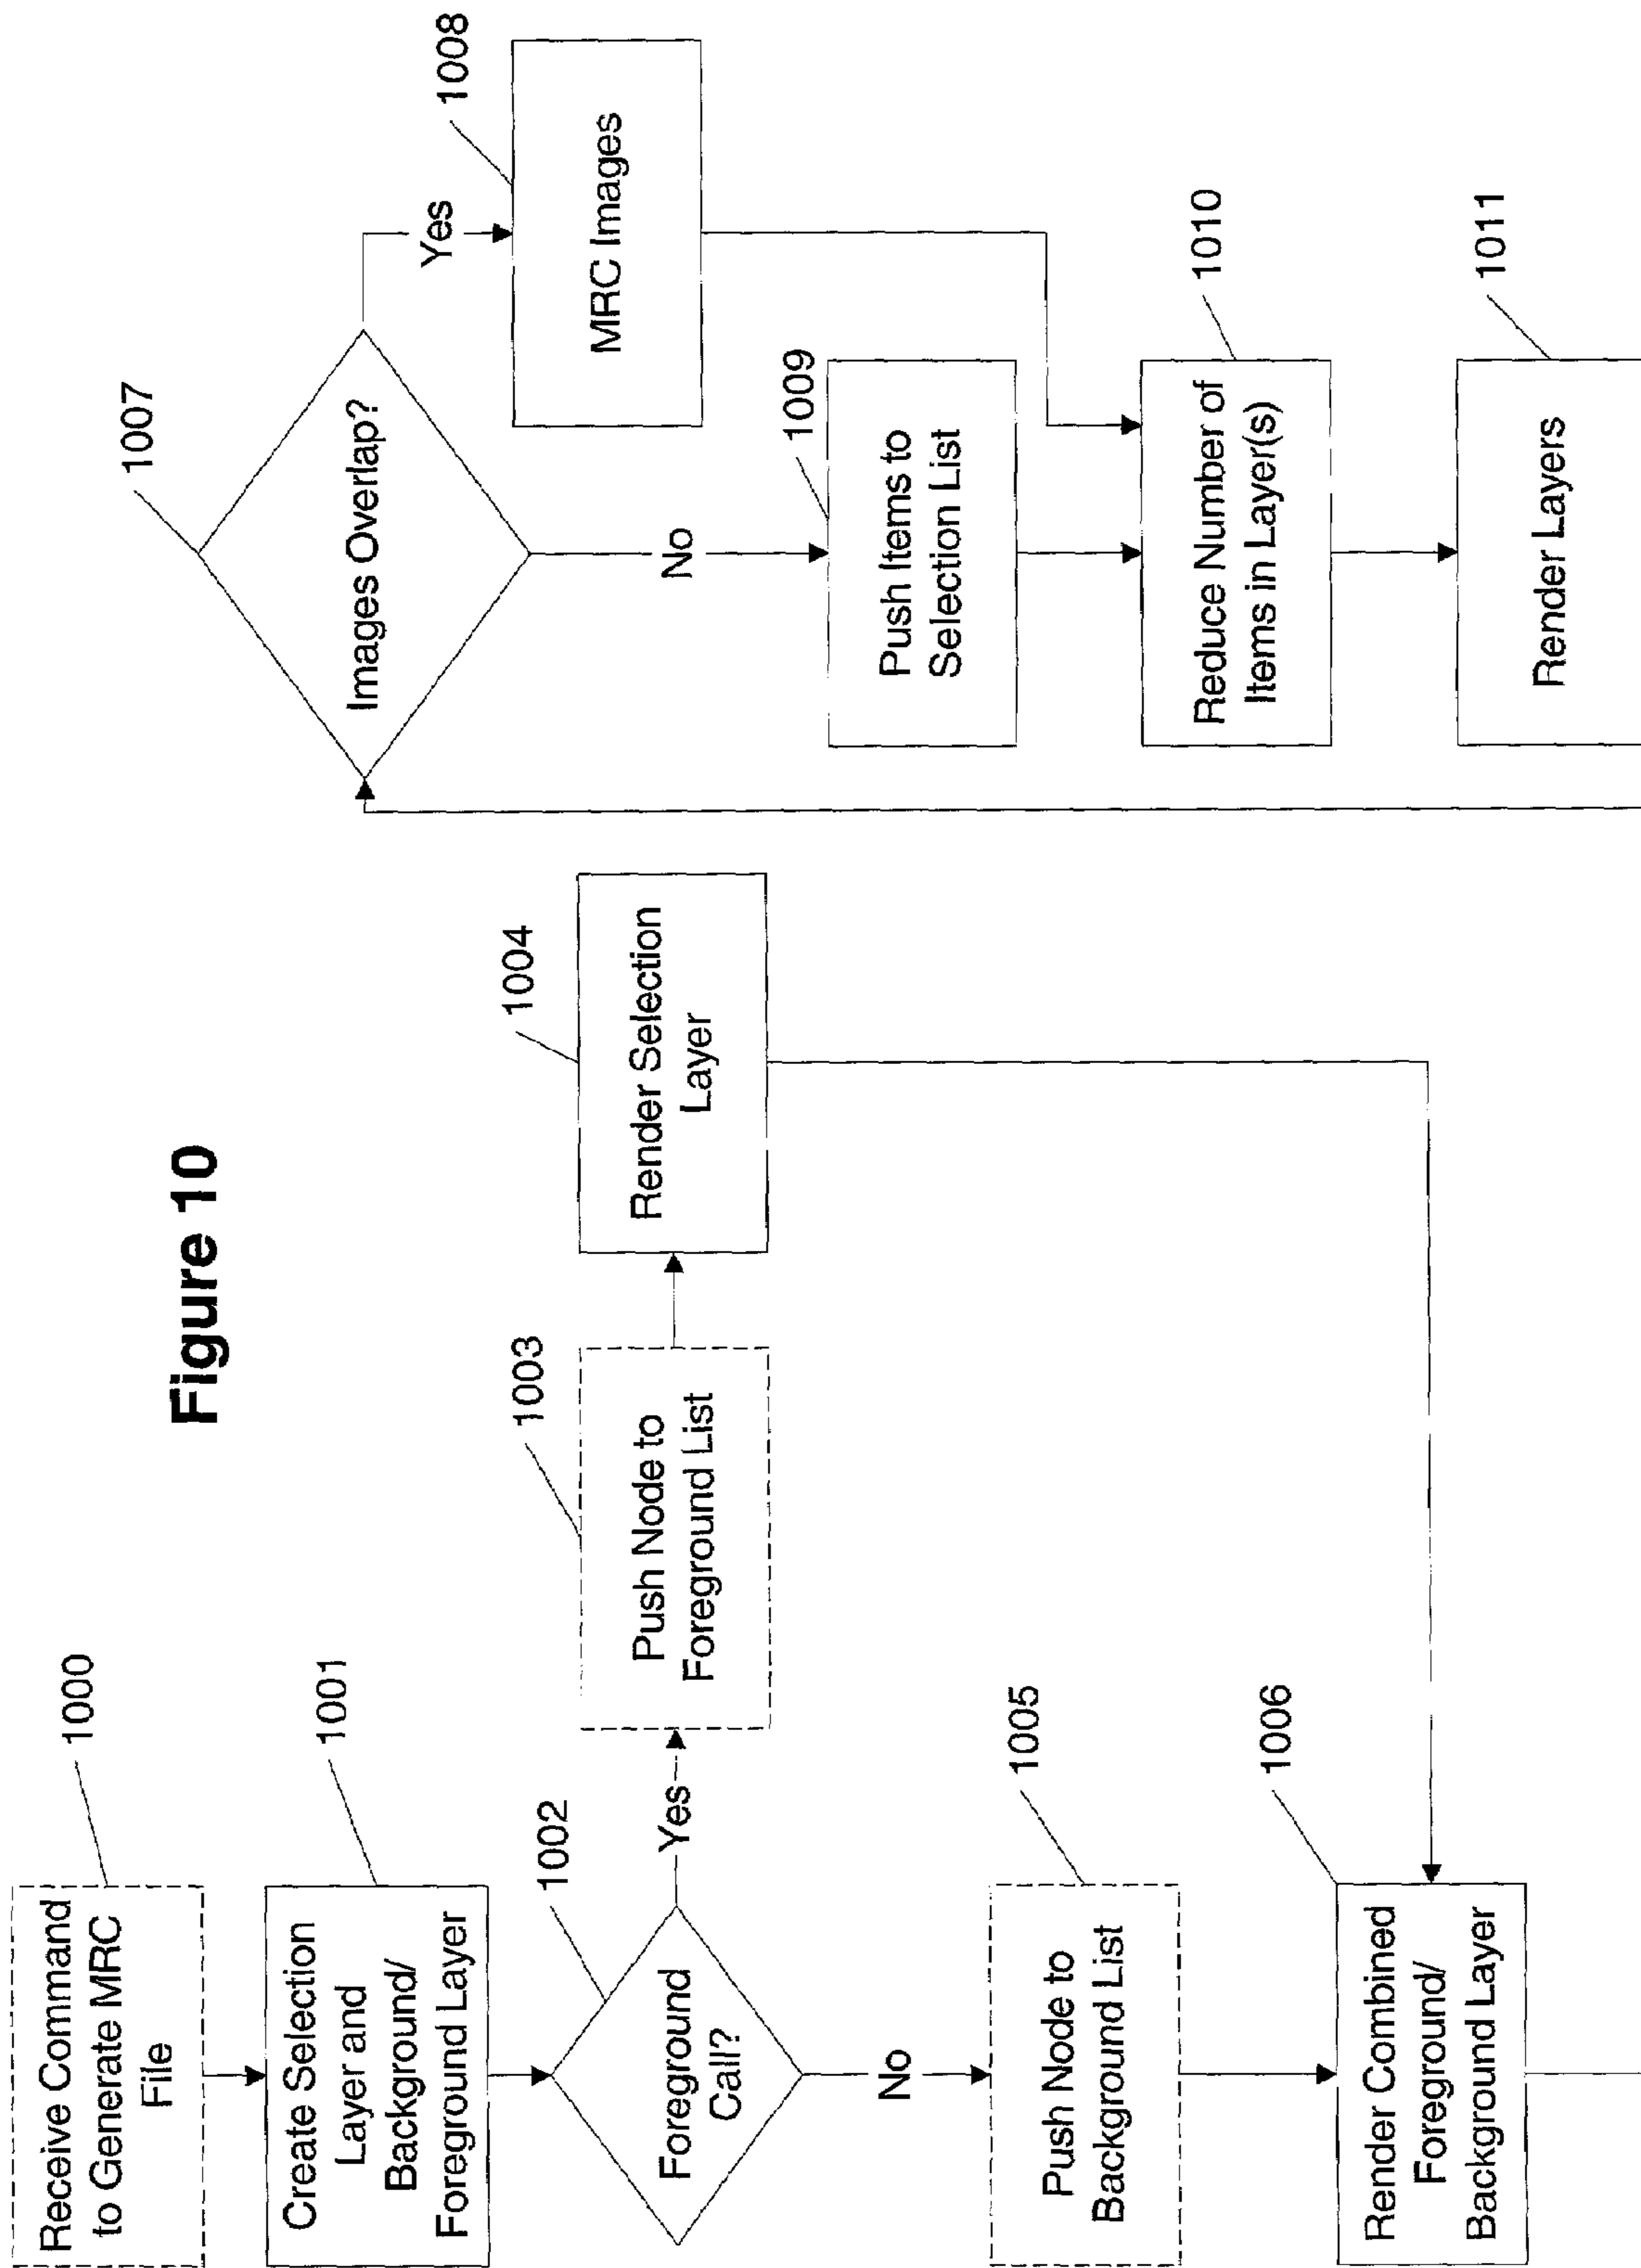 Figure 10
Receive Command
to Generate MRC
File
1000
Create Selection
Layer and
Background/
Foreground Layer
1001
Foreground
Call?
1002
Yes
Push Node to
Foreground List
1003
Render Selection
Layer
1004
No
Push Node to
Background List
1005
Render Combined
Foreground/
Background Layer
1006
Images Overlap?
1007
Yes
MRC Images
1008
No
Push Items to
Selection List
1009
Reduce Number of
Items in Layer(s)
1010
Render Layers
1011